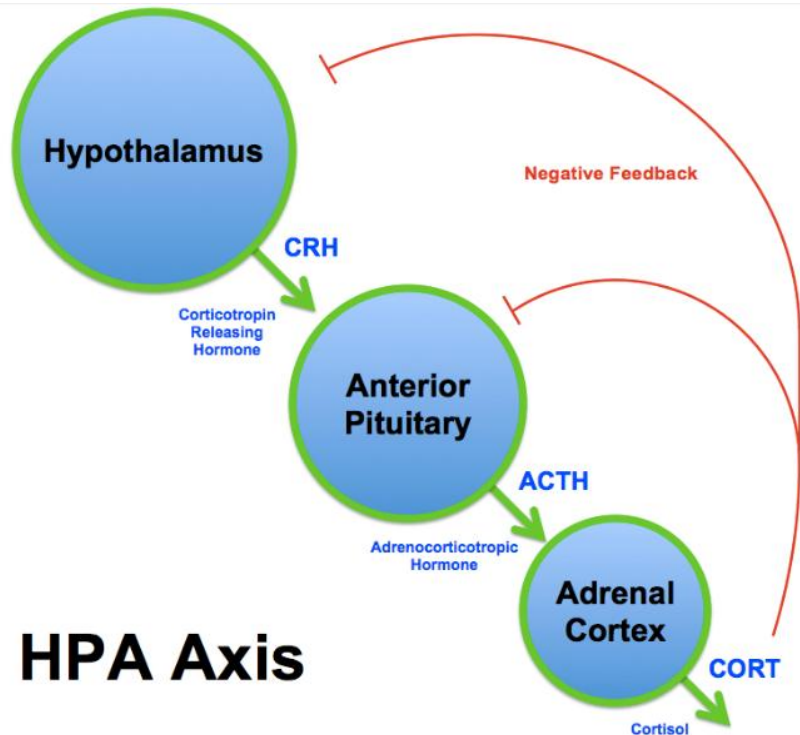 Hypothalamus
Negative Feedback
CRH
Corticotropin
Releasing
Hormone
Anterior
Pituitary
ACTH
Adrenocorticotropic
Hormone
Adrenal
Cortex
HPA Axis
CORT
Cortisol